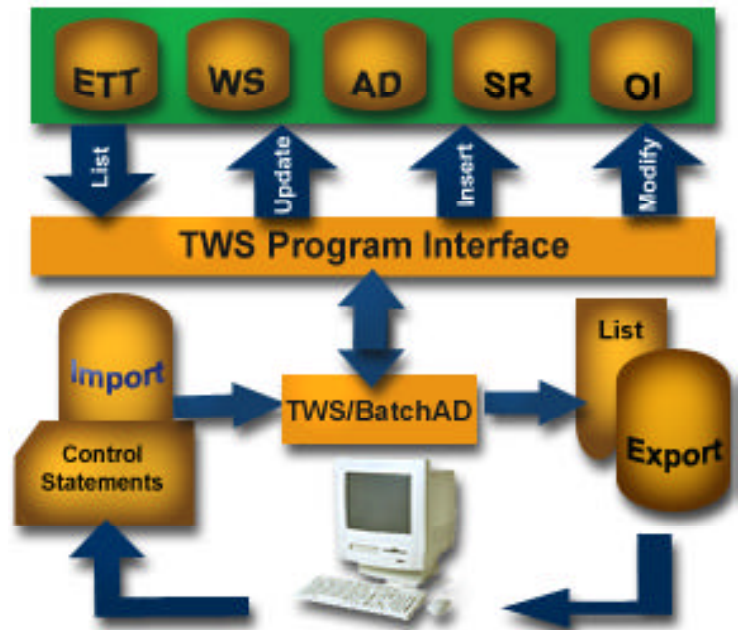 ETT WS AD SR OI
List Update Insert Modify
TWS Program Interface
Import
TWS/BatchAD
List
Export
Control
Statements